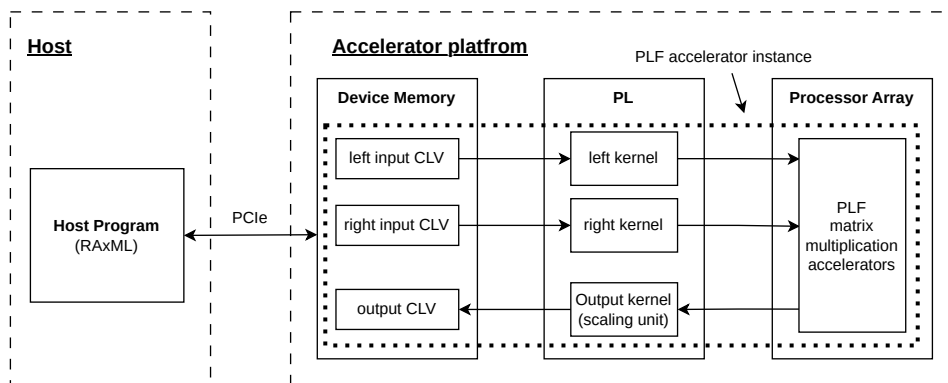 Host
Accelerator platfrom
PLF accelerator instance
Device Memory
PL
Processor Array
left input CLV
left kernel
Host Program
(RAxML)
PCIe
right input CLV
right kernel
PLF
matrix
multiplication
accelerators
output CLV
Output kernel
(scaling unit)